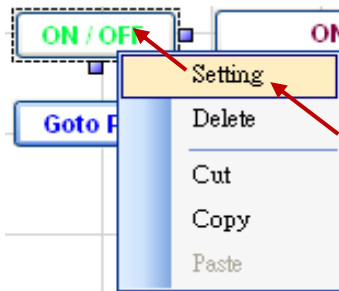 ON / OFF
ON
Setting
Goto
Delete
Cut
Copy
Paste